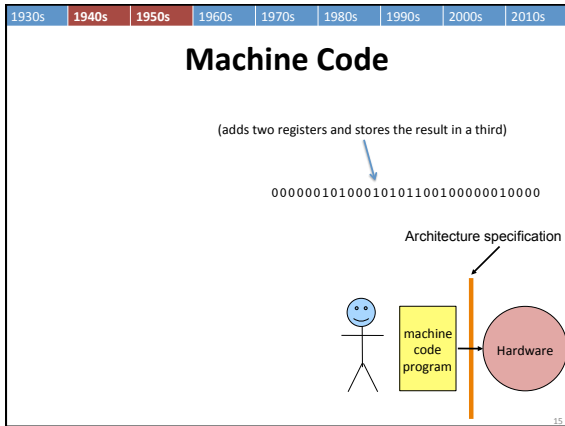 1930s 1940s 1950s 1960s 1970s 1980s 1990s 2000s 2010s
Machine Code
(adds two registers and stores the result in a third)
00000010100010101100100000010000
Architecture specification
machine
code
program
Hardware
15